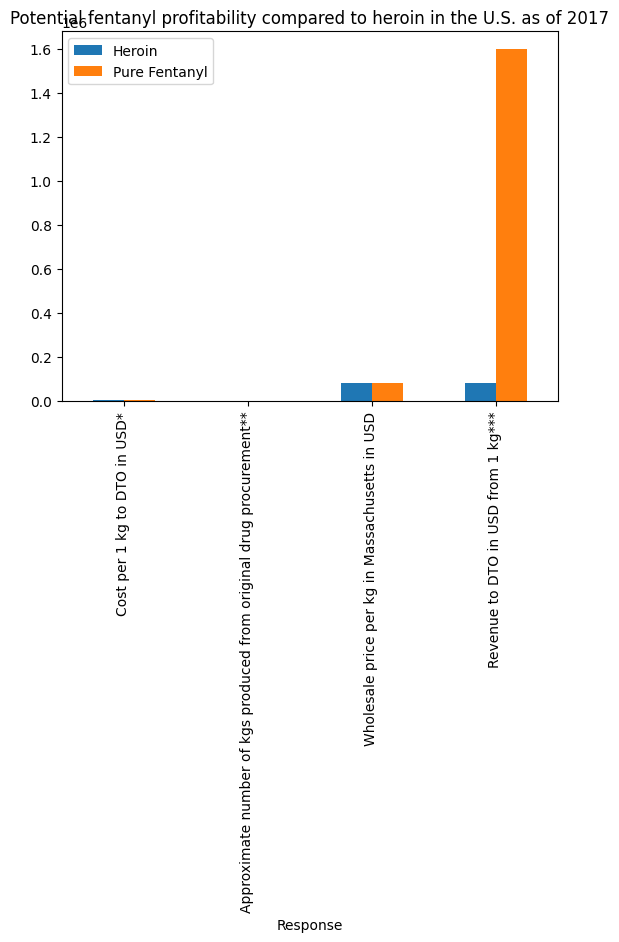 Potential fentanyl profitability compared to heroin in the U.S. as of 2017
1e6
Heroin
Pure Fentanyl
1.6
1.4
1.2
1.0
0.8
0.6
0.4
0.2
0.0
Cost per 1 kg to DTO in USD*
Approximate number of kgs produced from original drug procurement**
Wholesale price per kg in Massachusetts in USD
Revenue to DTO in USD from 1 kg***
Response